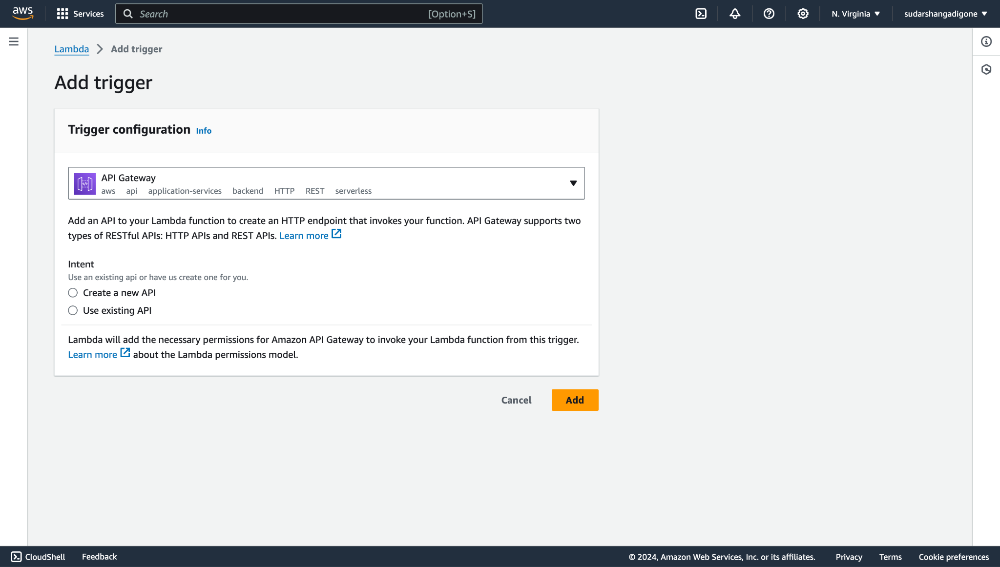 aws
Services
Search
[Option+S]
N. Virginia
sudarshangadigone
Lambda
Add trigger
Add trigger
Trigger configuration Info
API Gateway
aws api application-services backend HTTP REST serverless
Add an API to your Lambda function to create an HTTP endpoint that invokes your function. API Gateway supports two
types of RESTful APIs: HTTP APIs and REST APIs. Learn more
Intent
Use an existing api or have us create one for you.
Create a new API
Use existing API
Lambda will add the necessary permissions for Amazon API Gateway to invoke your Lambda function from this trigger.
Learn more about the Lambda permissions model.
Cancel
Add
CloudShell
Feedback
© 2024, Amazon Web Services, Inc. or its affiliates.
Privacy
Terms
Cookie preferences